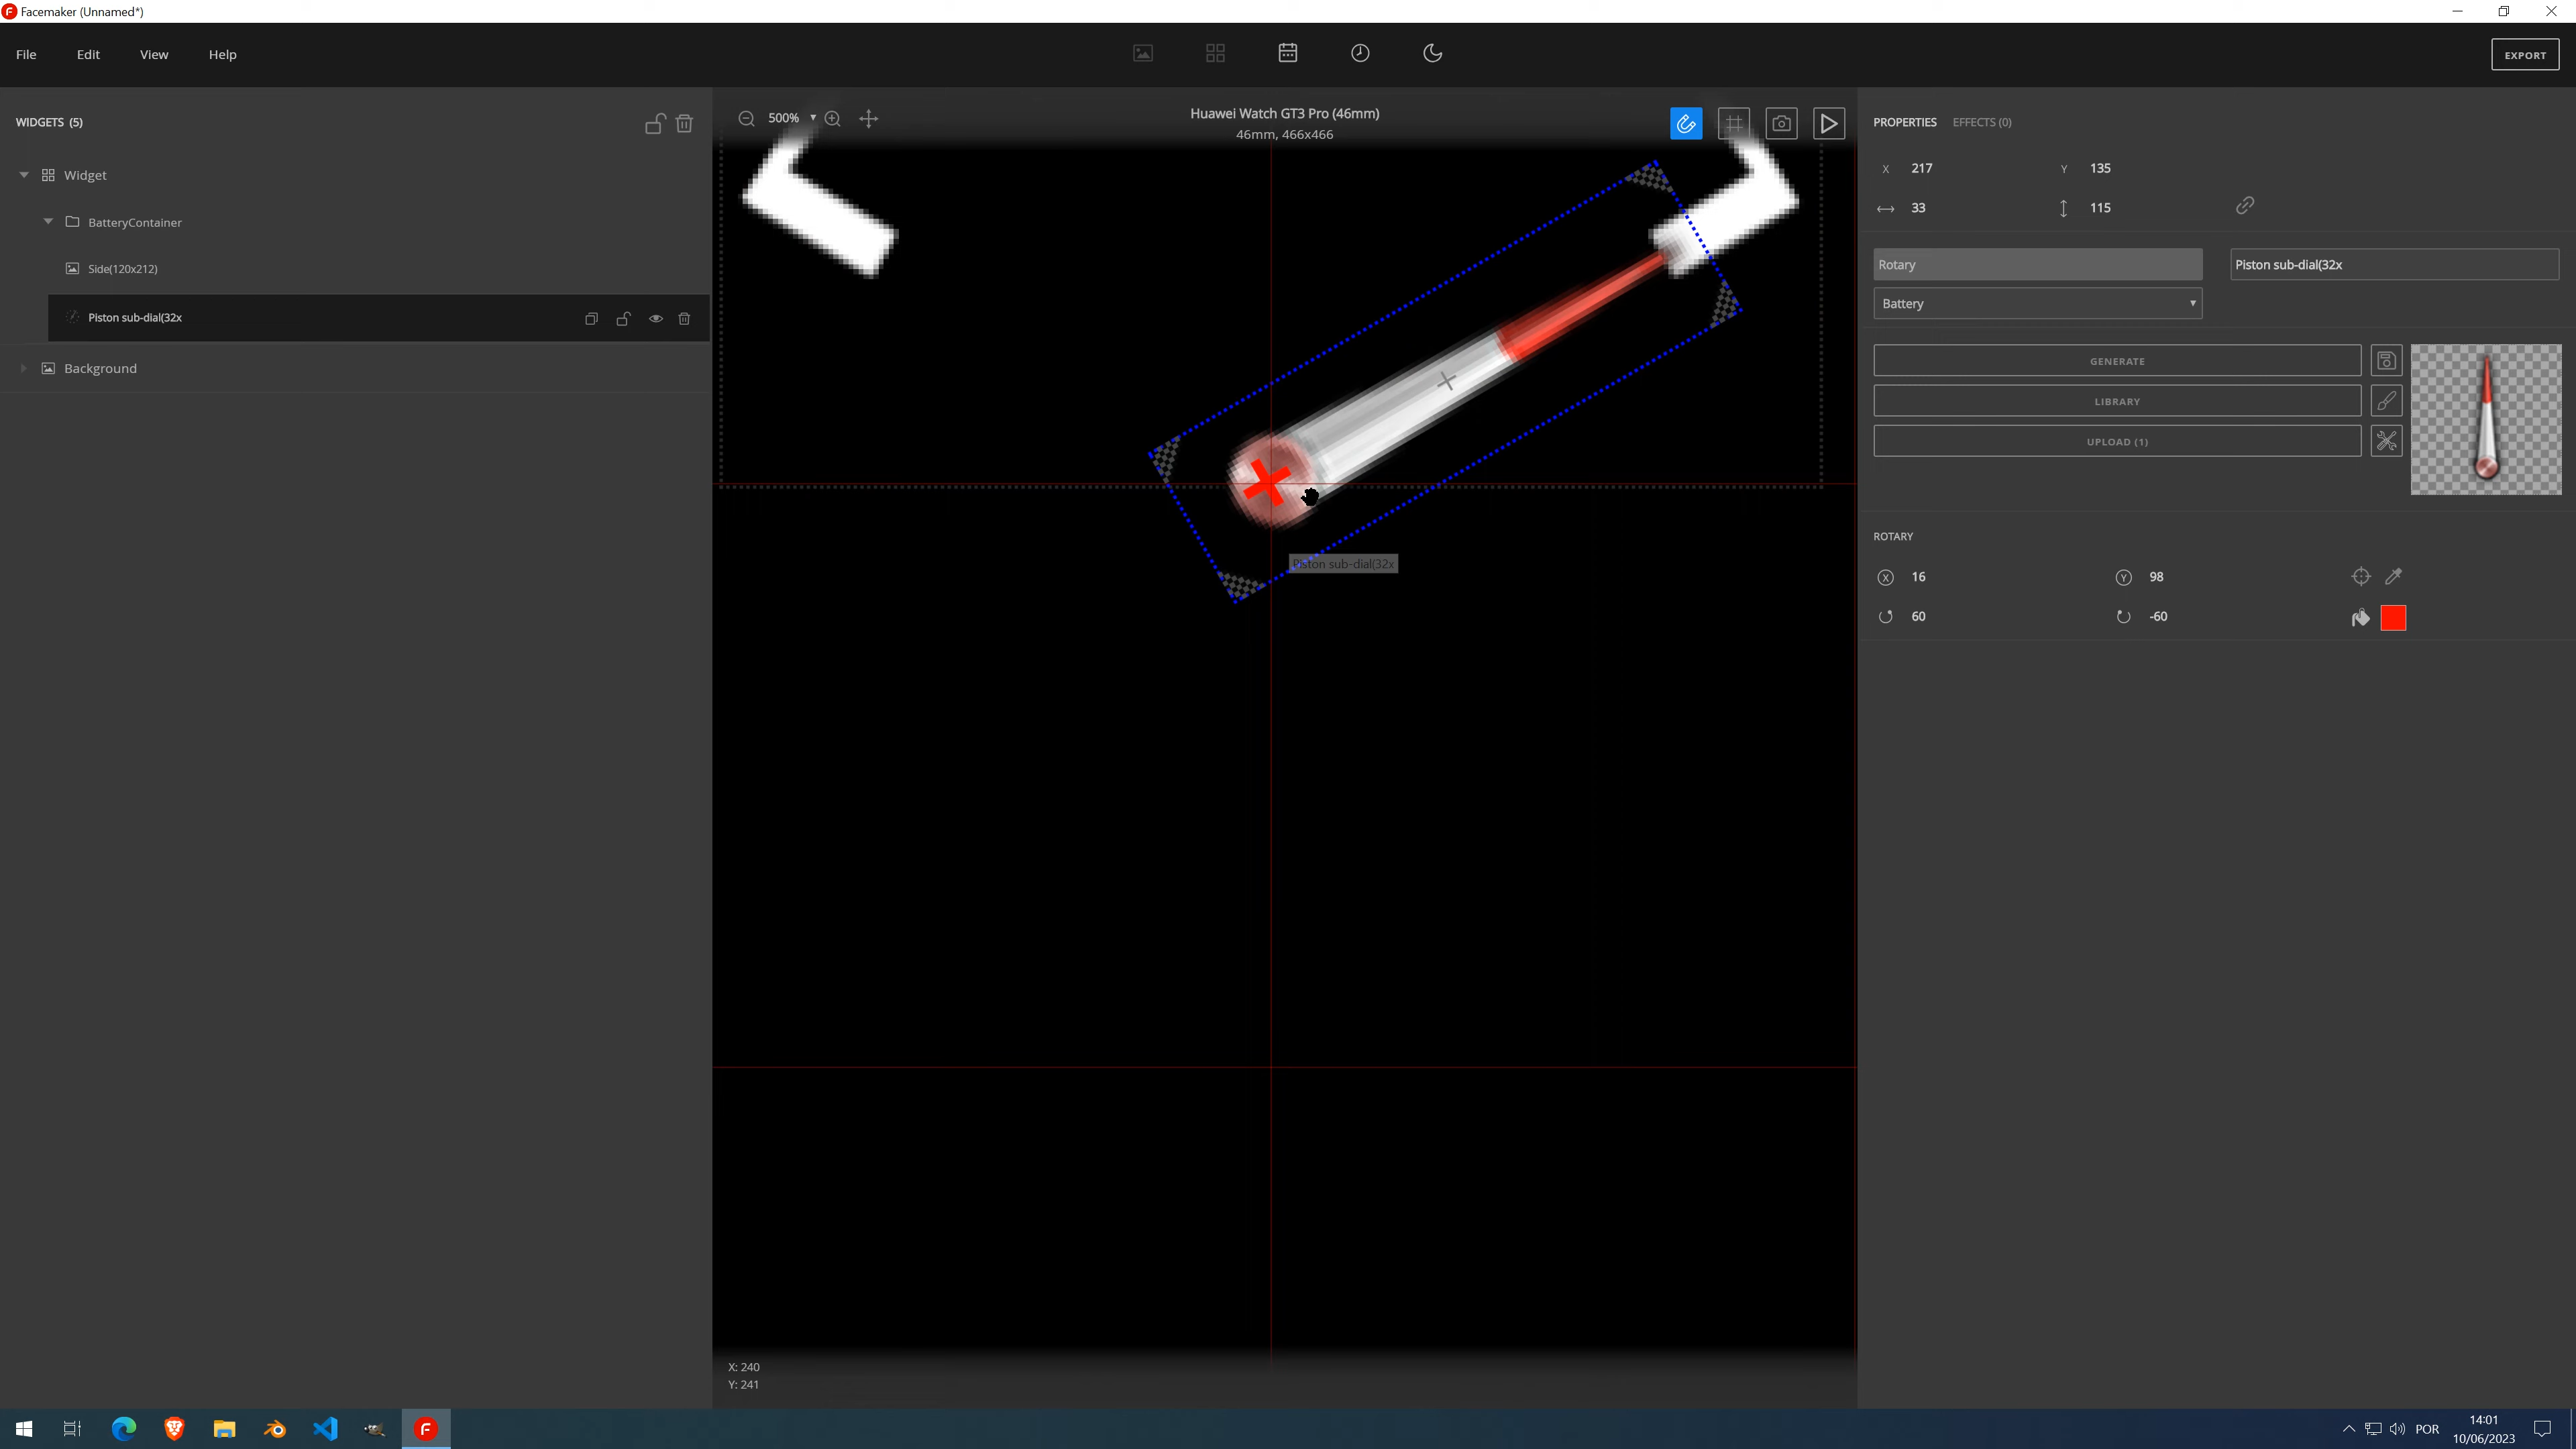 Facemaker (Unnamed*)
File Edit View Help
EXPORT
WIDGETS (5)
Widget
BatteryContainer
Side(120x212)
Piston sub-dial(32x
Background
500%
Huawei Watch GT3 Pro (46mm)
46mm, 466x466
Piston sub-dial(32x
X: 240
Y: 241
PROPERTIES EFFECTS (0)
X 217 Y 135
33 115
Rotary Piston sub-dial(32x
Battery
GENERATE
LIBRARY
UPLOAD (1)
ROTARY
X 16 Y 98
60 -60
POR
14:01
10/06/2023